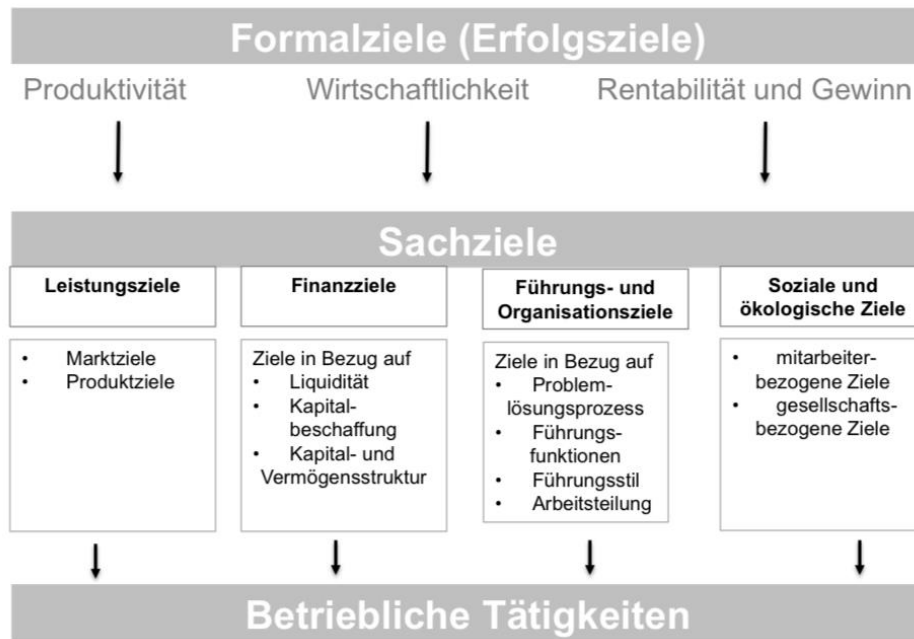 Formalziele (Erfolgsziele)
Produktivität
Wirtschaftlichkeit
Rentabilität und Gewinn
Sachziele
Leistungsziele
• Marktziele
• Produktziele
Finanzziele
Ziele in Bezug auf
• Liquidität
• Kapital-
beschaffung
• Kapital- und
Vermögensstruktur
Führungs- und
Organisationsziele
Ziele in Bezug auf
• Problem-
lösungsprozess
• Führungs-
funktionen
• Führungsstil
• Arbeitsteilung
Soziale und
ökologische Ziele
• mitarbeiter-
bezogene Ziele
• gesellschafts-
bezogene Ziele
Betriebliche Tätigkeiten